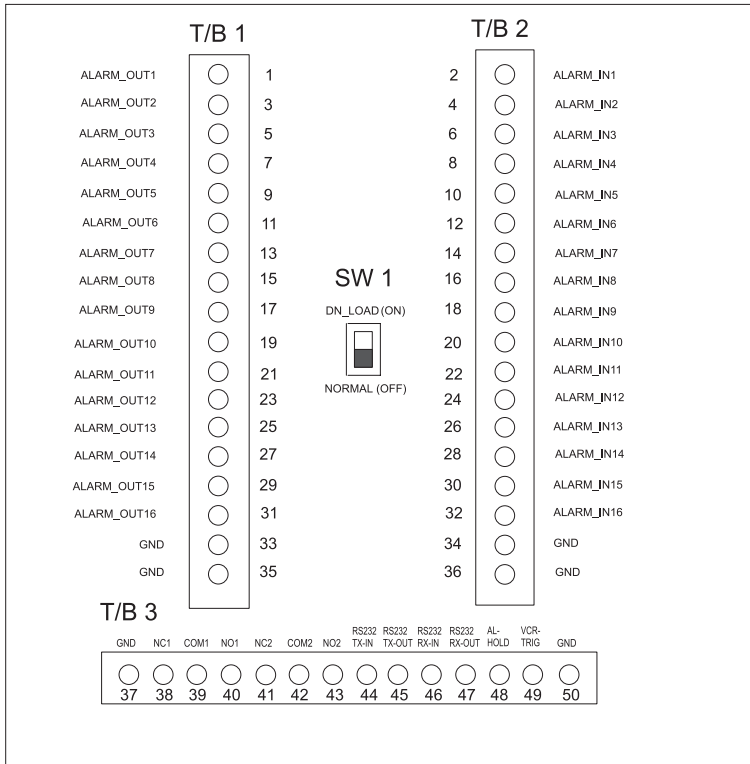 T/B 1 T/B 2
ALARM_OUT1 1 2 ALARM_IN1
ALARM_OUT2 3 4 ALARM_IN2
ALARM_OUT3 5 6 ALARM_IN3
ALARM_OUT4 7 8 ALARM_IN4
ALARM_OUT5 9 10 ALARM_IN5
ALARM_OUT6 11 12 ALARM_IN6
ALARM_OUT7 13 14 ALARM_IN7
ALARM_OUT8 15 16 ALARM_IN8
ALARM_OUT9 17 18 ALARM_IN9
ALARM_OUT10 19 20 ALARM_IN10
ALARM_OUT11 21 22 ALARM_IN11
ALARM_OUT12 23 24 ALARM_IN12
ALARM_OUT13 25 26 ALARM_IN13
ALARM_OUT14 27 28 ALARM_IN14
ALARM_OUT15 29 30 ALARM_IN15
ALARM_OUT16 31 32 ALARM_IN16
GND 33 34 GND
GND 35 36 GND
SW 1
DN_LOAD (ON)
NORMAL (OFF)
T/B 3
GND NC1 COM1 NO1 NC2 COM2 NO2 RS232 TX-IN RS232 TX-OUT RS232 RX-IN RS232 RX-OUT AL-HOLD VCR-TRIG GND
37 38 39 40 41 42 43 44 45 46 47 48 49 50